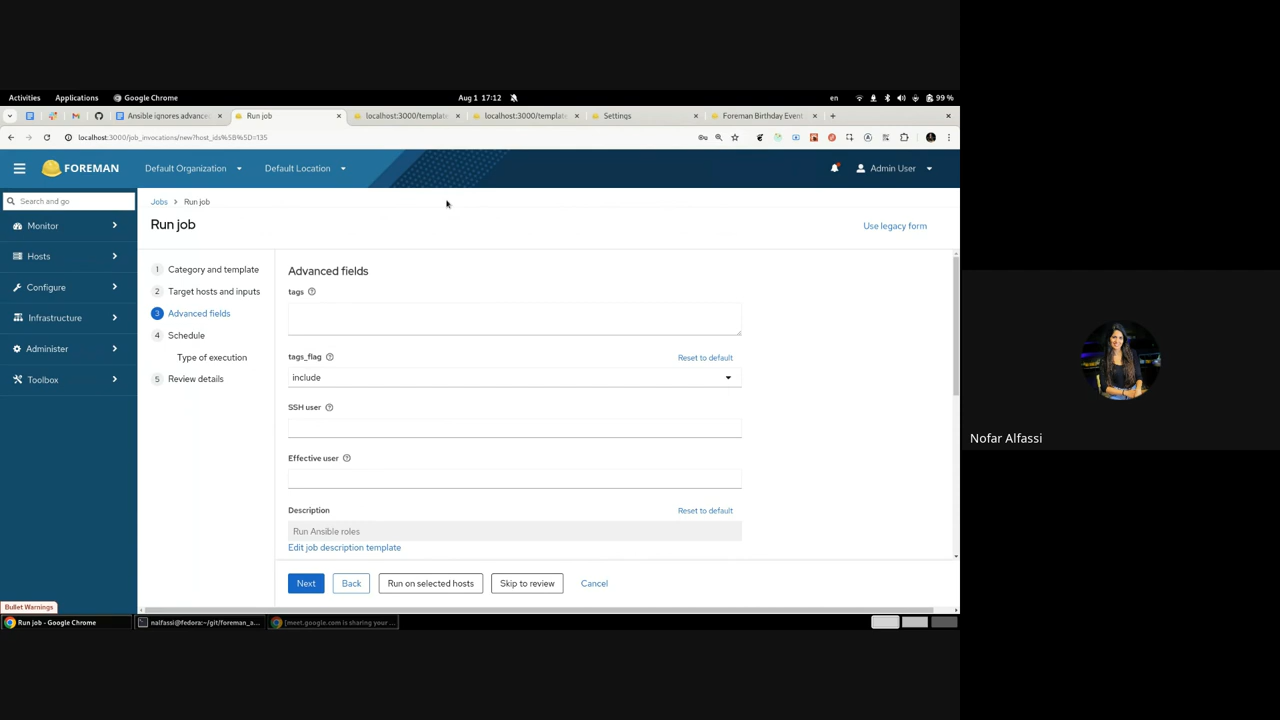 Activities Applications Google Chrome Aug 1 17:12 en 99 %
Ansible ignores advance Run job localhost:3000/template localhost:3000/template Settings Foreman Birthday Event
localhost:3000/job_invocations/new?host_ids%5B%5D=135
FOREMAN Default Organization Default Location Admin User
Search and go
Monitor
Hosts
Configure
Infrastructure
Administer
Toolbox
Jobs > Run job
Run job
Use legacy form
1 Category and template
2 Target hosts and inputs
3 Advanced fields
4 Schedule
Type of execution
5 Review details
Advanced fields
tags
tags_flag
Reset to default
include
SSH user
Effective user
Description
Reset to default
Run Ansible roles
Edit job description template
Next Back Run on selected hosts Skip to review Cancel
Bullet Warnings
Run job - Google Chrome nalfassi@fedora:~/git/foreman_a... [meet.google.com is sharing your ...
Nofar Alfassi